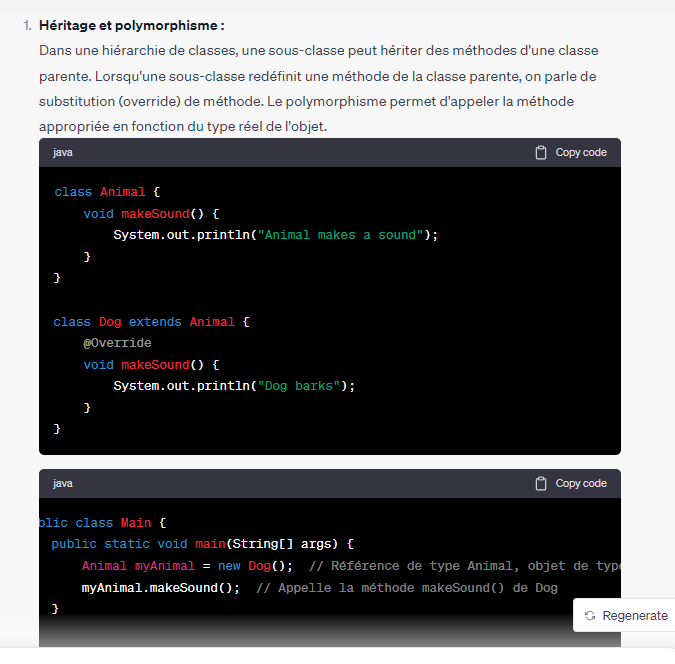 1. Héritage et polymorphisme :
Dans une hiérarchie de classes, une sous-classe peut hériter des méthodes d'une classe
parente. Lorsqu'une sous-classe redéfinit une méthode de la classe parente, on parle de
substitution (override) de méthode. Le polymorphisme permet d'appeler la méthode
appropriée en fonction du type réel de l'objet.
java Copy code
class Animal {
void makeSound() {
System.out.println("Animal makes a sound");
}
}
class Dog extends Animal {
@Override
void makeSound() {
System.out.println("Dog barks");
}
}
java Copy code
blic class Main {
public static void main(String[] args) {
Animal myAnimal = new Dog(); // Référence de type Animal, objet de type
myAnimal.makeSound(); // Appelle la méthode makeSound() de Dog
}
Regenerate